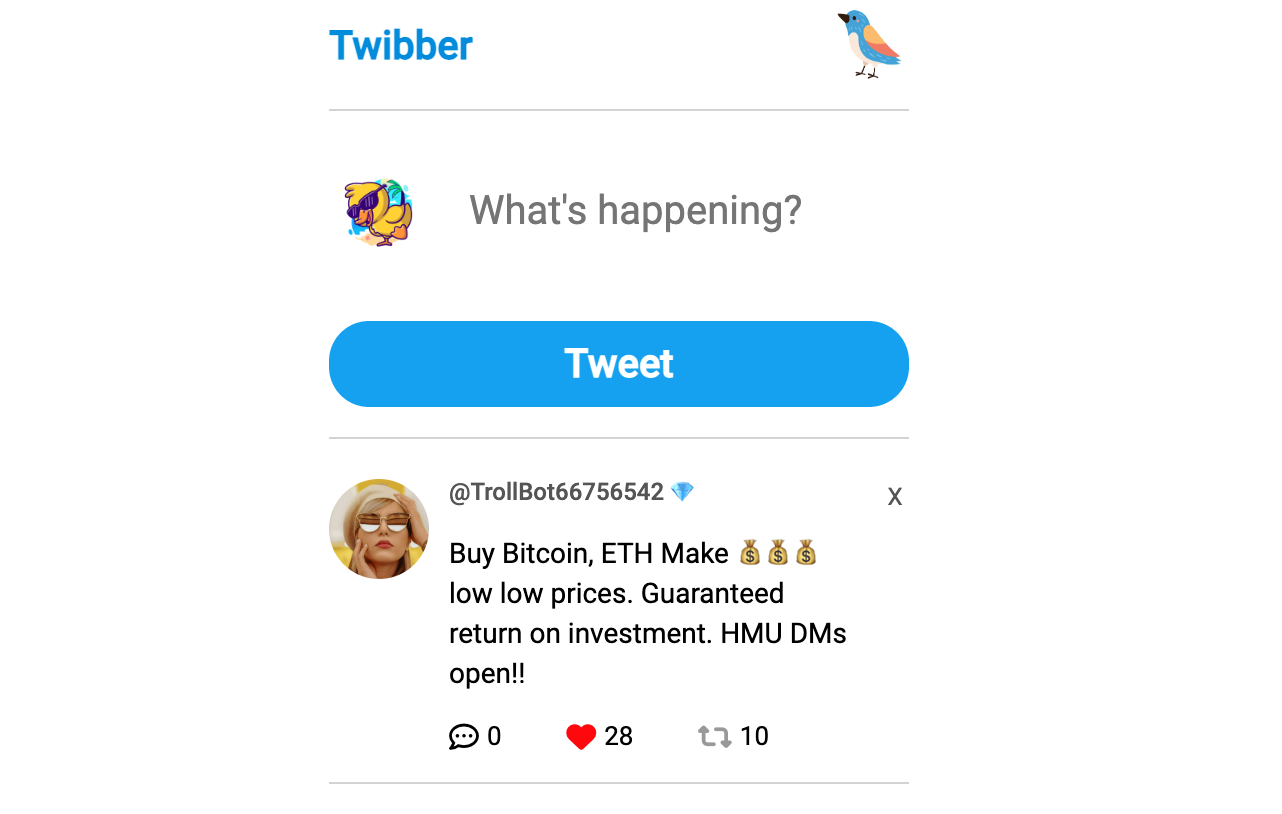 Twibber
What's happening?
Tweet
@TrollBot66756542 💎
X
Buy Bitcoin, ETH Make 💰💰💰
low low prices. Guaranteed
return on investment. HMU DMs
open!!
0 28 10